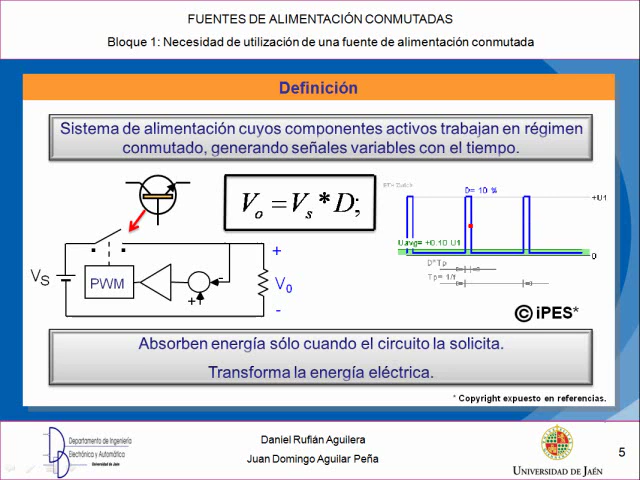 FUENTES DE ALIMENTACIÓN CONMUTADAS
Bloque 1: Necesidad de utilización de una fuente de alimentación conmutada
Definición
Sistema de alimentación cuyos componentes activos trabajan en régimen
conmutado, generando señales variables con el tiempo.
Vo = Vs * D;
D= 10 %
+U1
Uavg= +0.10 U1
0
D*Tp
Tp= 1/f
VS
PWM
-
+
+
V0
-
© iPES*
Absorben energía sólo cuando el circuito la solicita.
Transforma la energía eléctrica.
* Copyright expuesto en referencias.
Departamento de Ingeniería
Electrónica y Automática
Universidad de Jaén
Daniel Rufián Aguilera
Juan Domingo Aguilar Peña
UNIVERSIDAD DE JAÉN
5